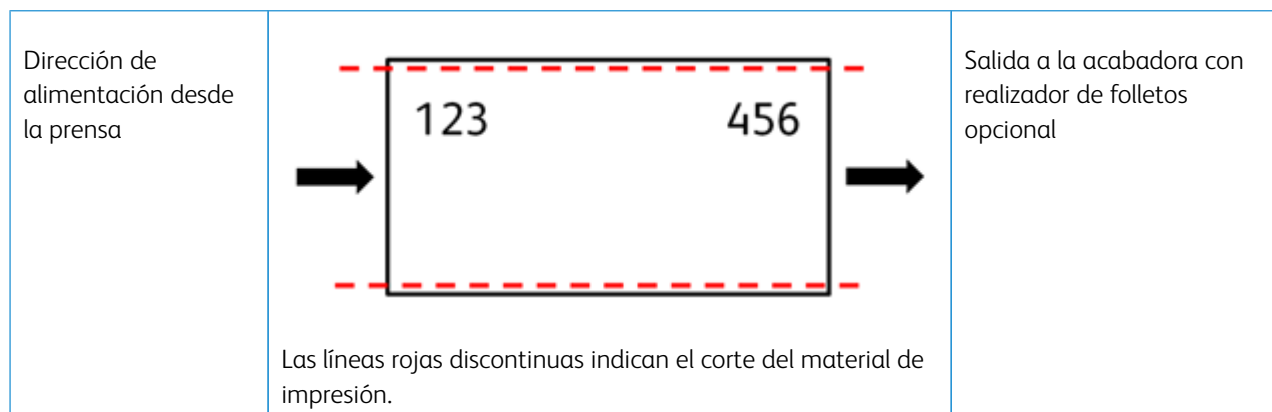 Dirección de
alimentación desde
la prensa
123 456
Las líneas rojas discontinuas indican el corte del material de
impresión.
Salida a la acabadora con
realizador de folletos
opcional